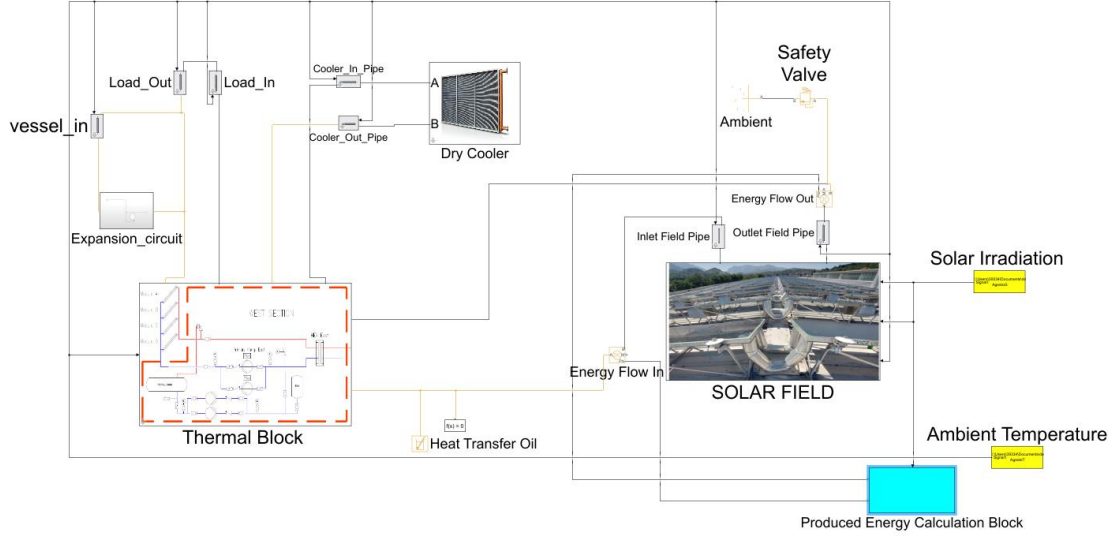 Safety
Valve
Load_Out
Load_In
Cooler_In_Pipe
A
B
vessel_in
Cooler_Out_Pipe
Dry Cooler
Ambient
Energy Flow Out
Expansion_circuit
Inlet Field Pipe
Outlet Field Pipe
Solar Irradiation
WEST SECTION
Energy Flow In
SOLAR FIELD
f(x) = 0
Thermal Block
Heat Transfer Oil
Ambient Temperature
Produced Energy Calculation Block